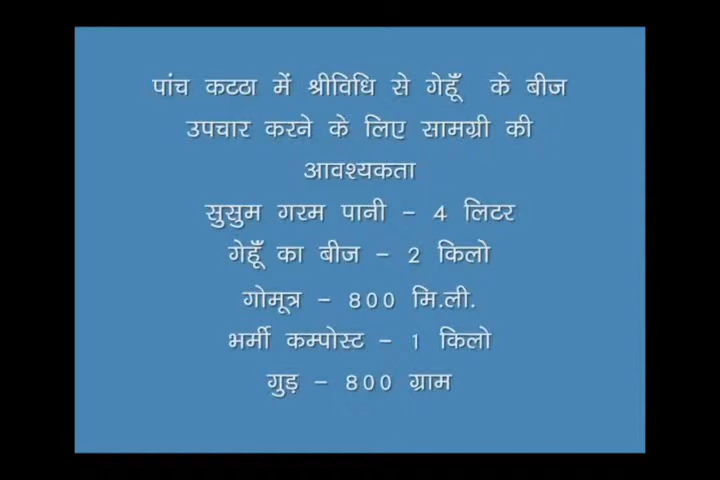 पांच कटठा में श्रीविधि से गेहूँ के बीज
उपचार करने के लिए सामग्री की
आवश्यकता
सुसुम गरम पानी – 4 लिटर
गेहूँ का बीज – 2 किलो
गोमूत्र – 800 मि.ली.
भर्मी कम्पोस्ट – 1 किलो
गुड़ – 800 ग्राम